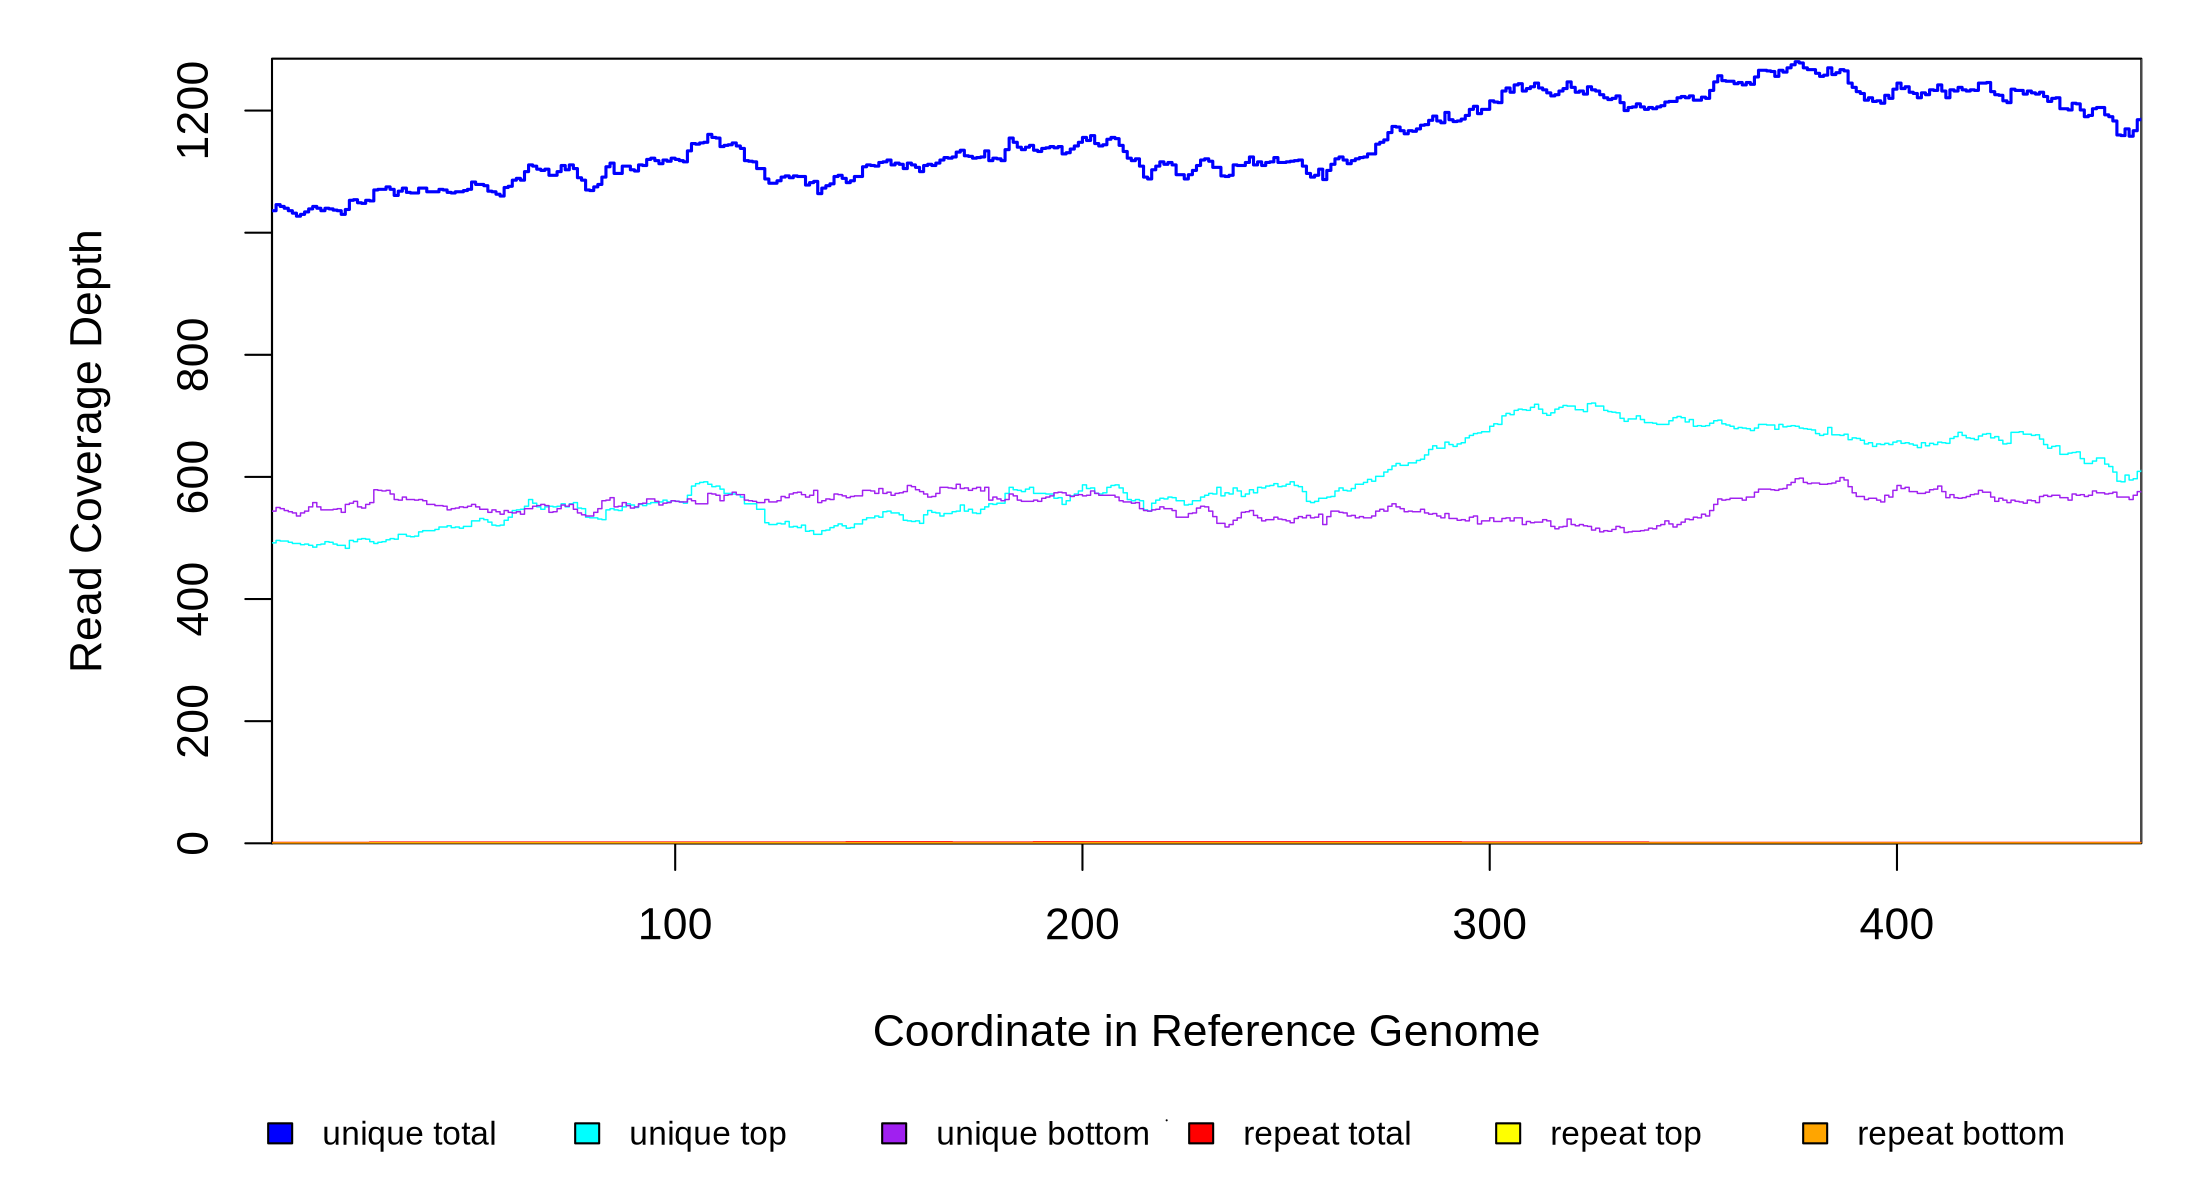 1200
800
600
400
200
0
Read Coverage Depth
100 200 300 400
Coordinate in Reference Genome
unique total unique top unique bottom repeat total repeat top repeat bottom